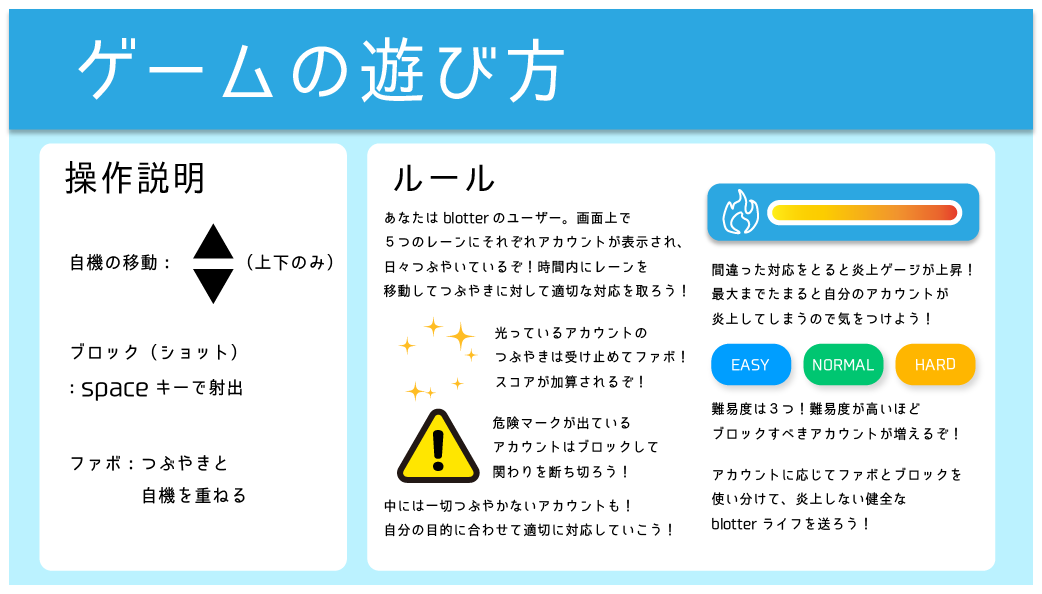 ゲームの遊び方
操作説明
自機の移動： （上下のみ）
ブロック（ショット）
：space キーで射出
ファボ：つぶやきと
自機を重ねる
ルール
あなたは blotter のユーザー。画面上で
５つのレーンにそれぞれアカウントが表示され、
日々つぶやいているぞ！時間内にレーンを
移動してつぶやきに対して適切な対応を取ろう！
光っているアカウントの
つぶやきは受け止めてファボ！
スコアが加算されるぞ！
危険マークが出ている
アカウントはブロックして
関わりを断ち切ろう！
中には一切つぶやかないアカウントも！
自分の目的に合わせて適切に対応していこう！
間違った対応をとると炎上ゲージが上昇！
最大までたまると自分のアカウントが
炎上してしまうので気をつけよう！
EASY NORMAL HARD
難易度は３つ！難易度が高いほど
ブロックすべきアカウントが増えるぞ！
アカウントに応じてファボとブロックを
使い分けて、炎上しない健全な
blotter ライフを送ろう！